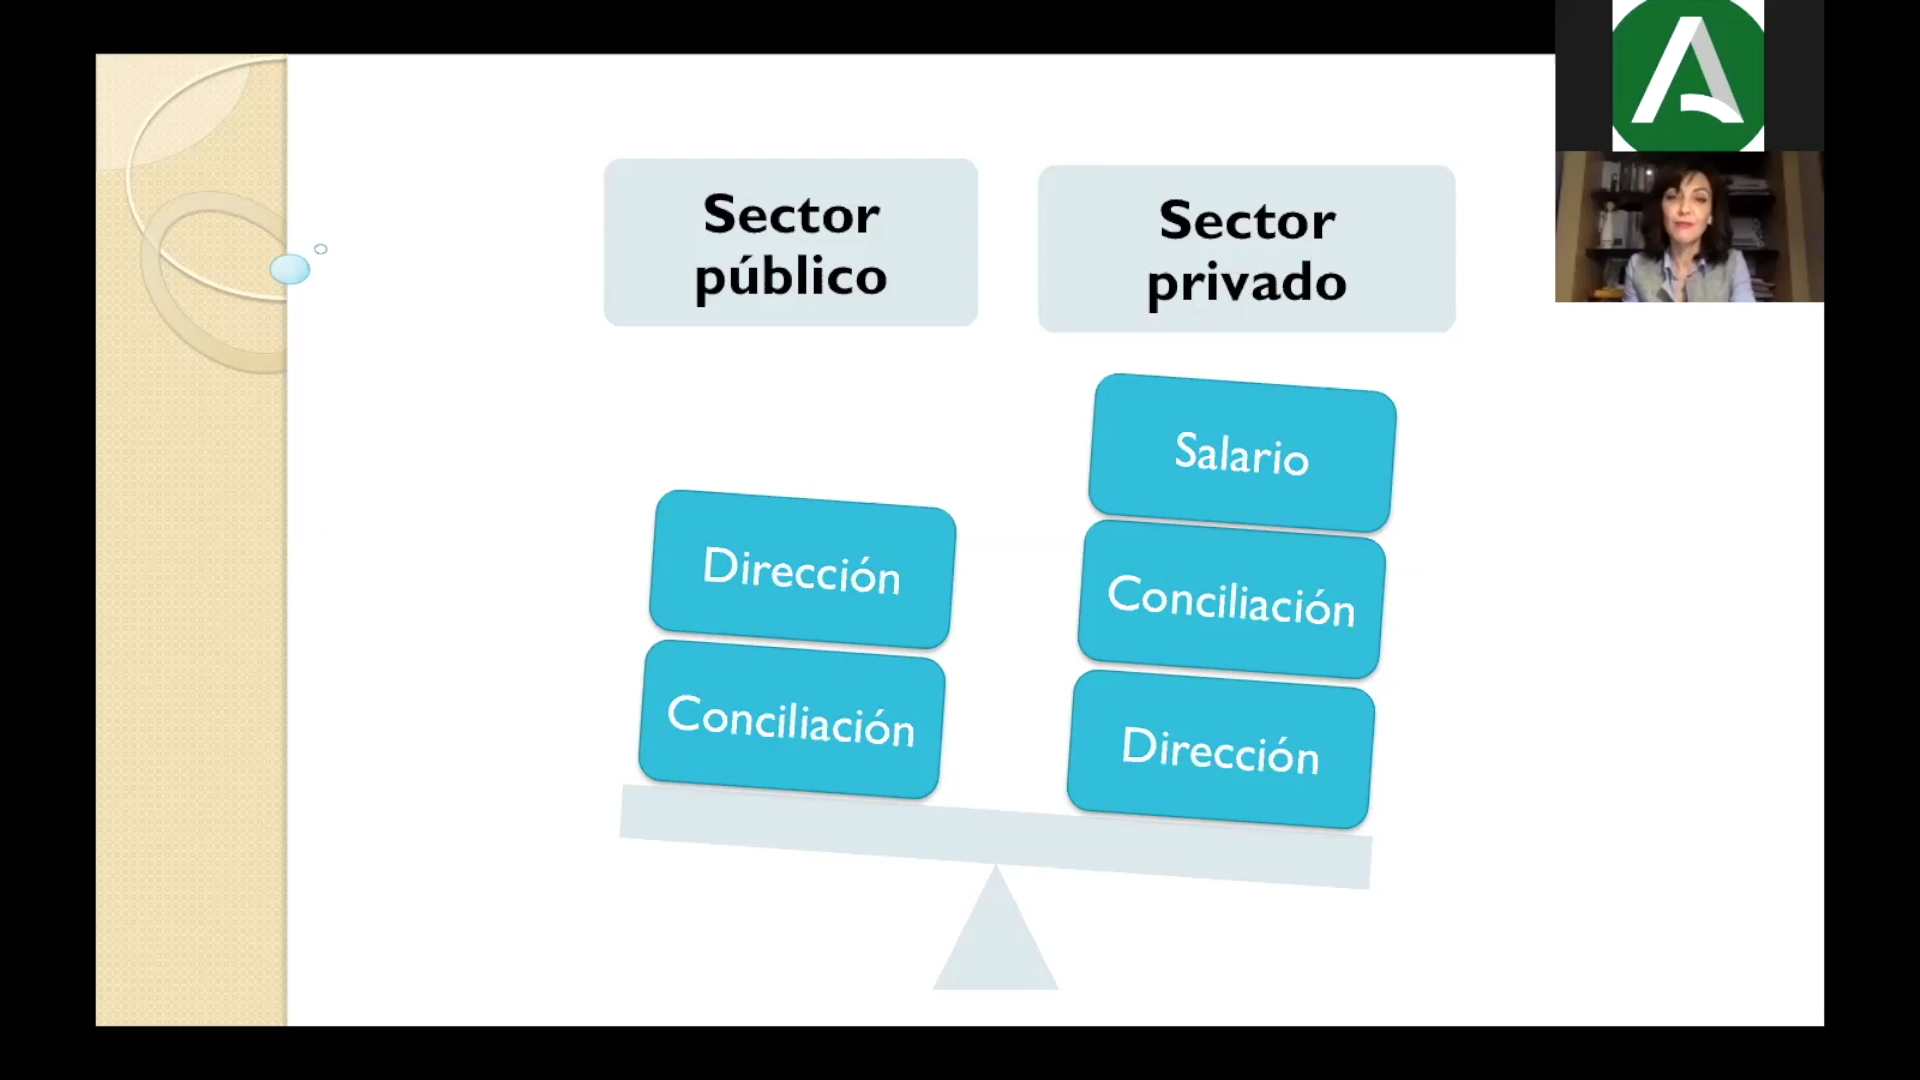 Sector
público
Sector
privado
Salario
Dirección
Conciliación
Conciliación
Dirección